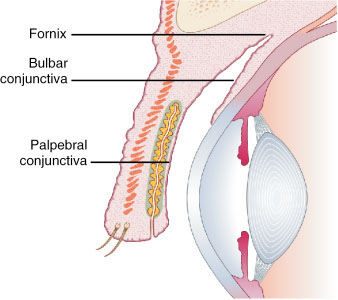 Fornix
Bulbar
conjunctiva
Palpebral
conjunctiva